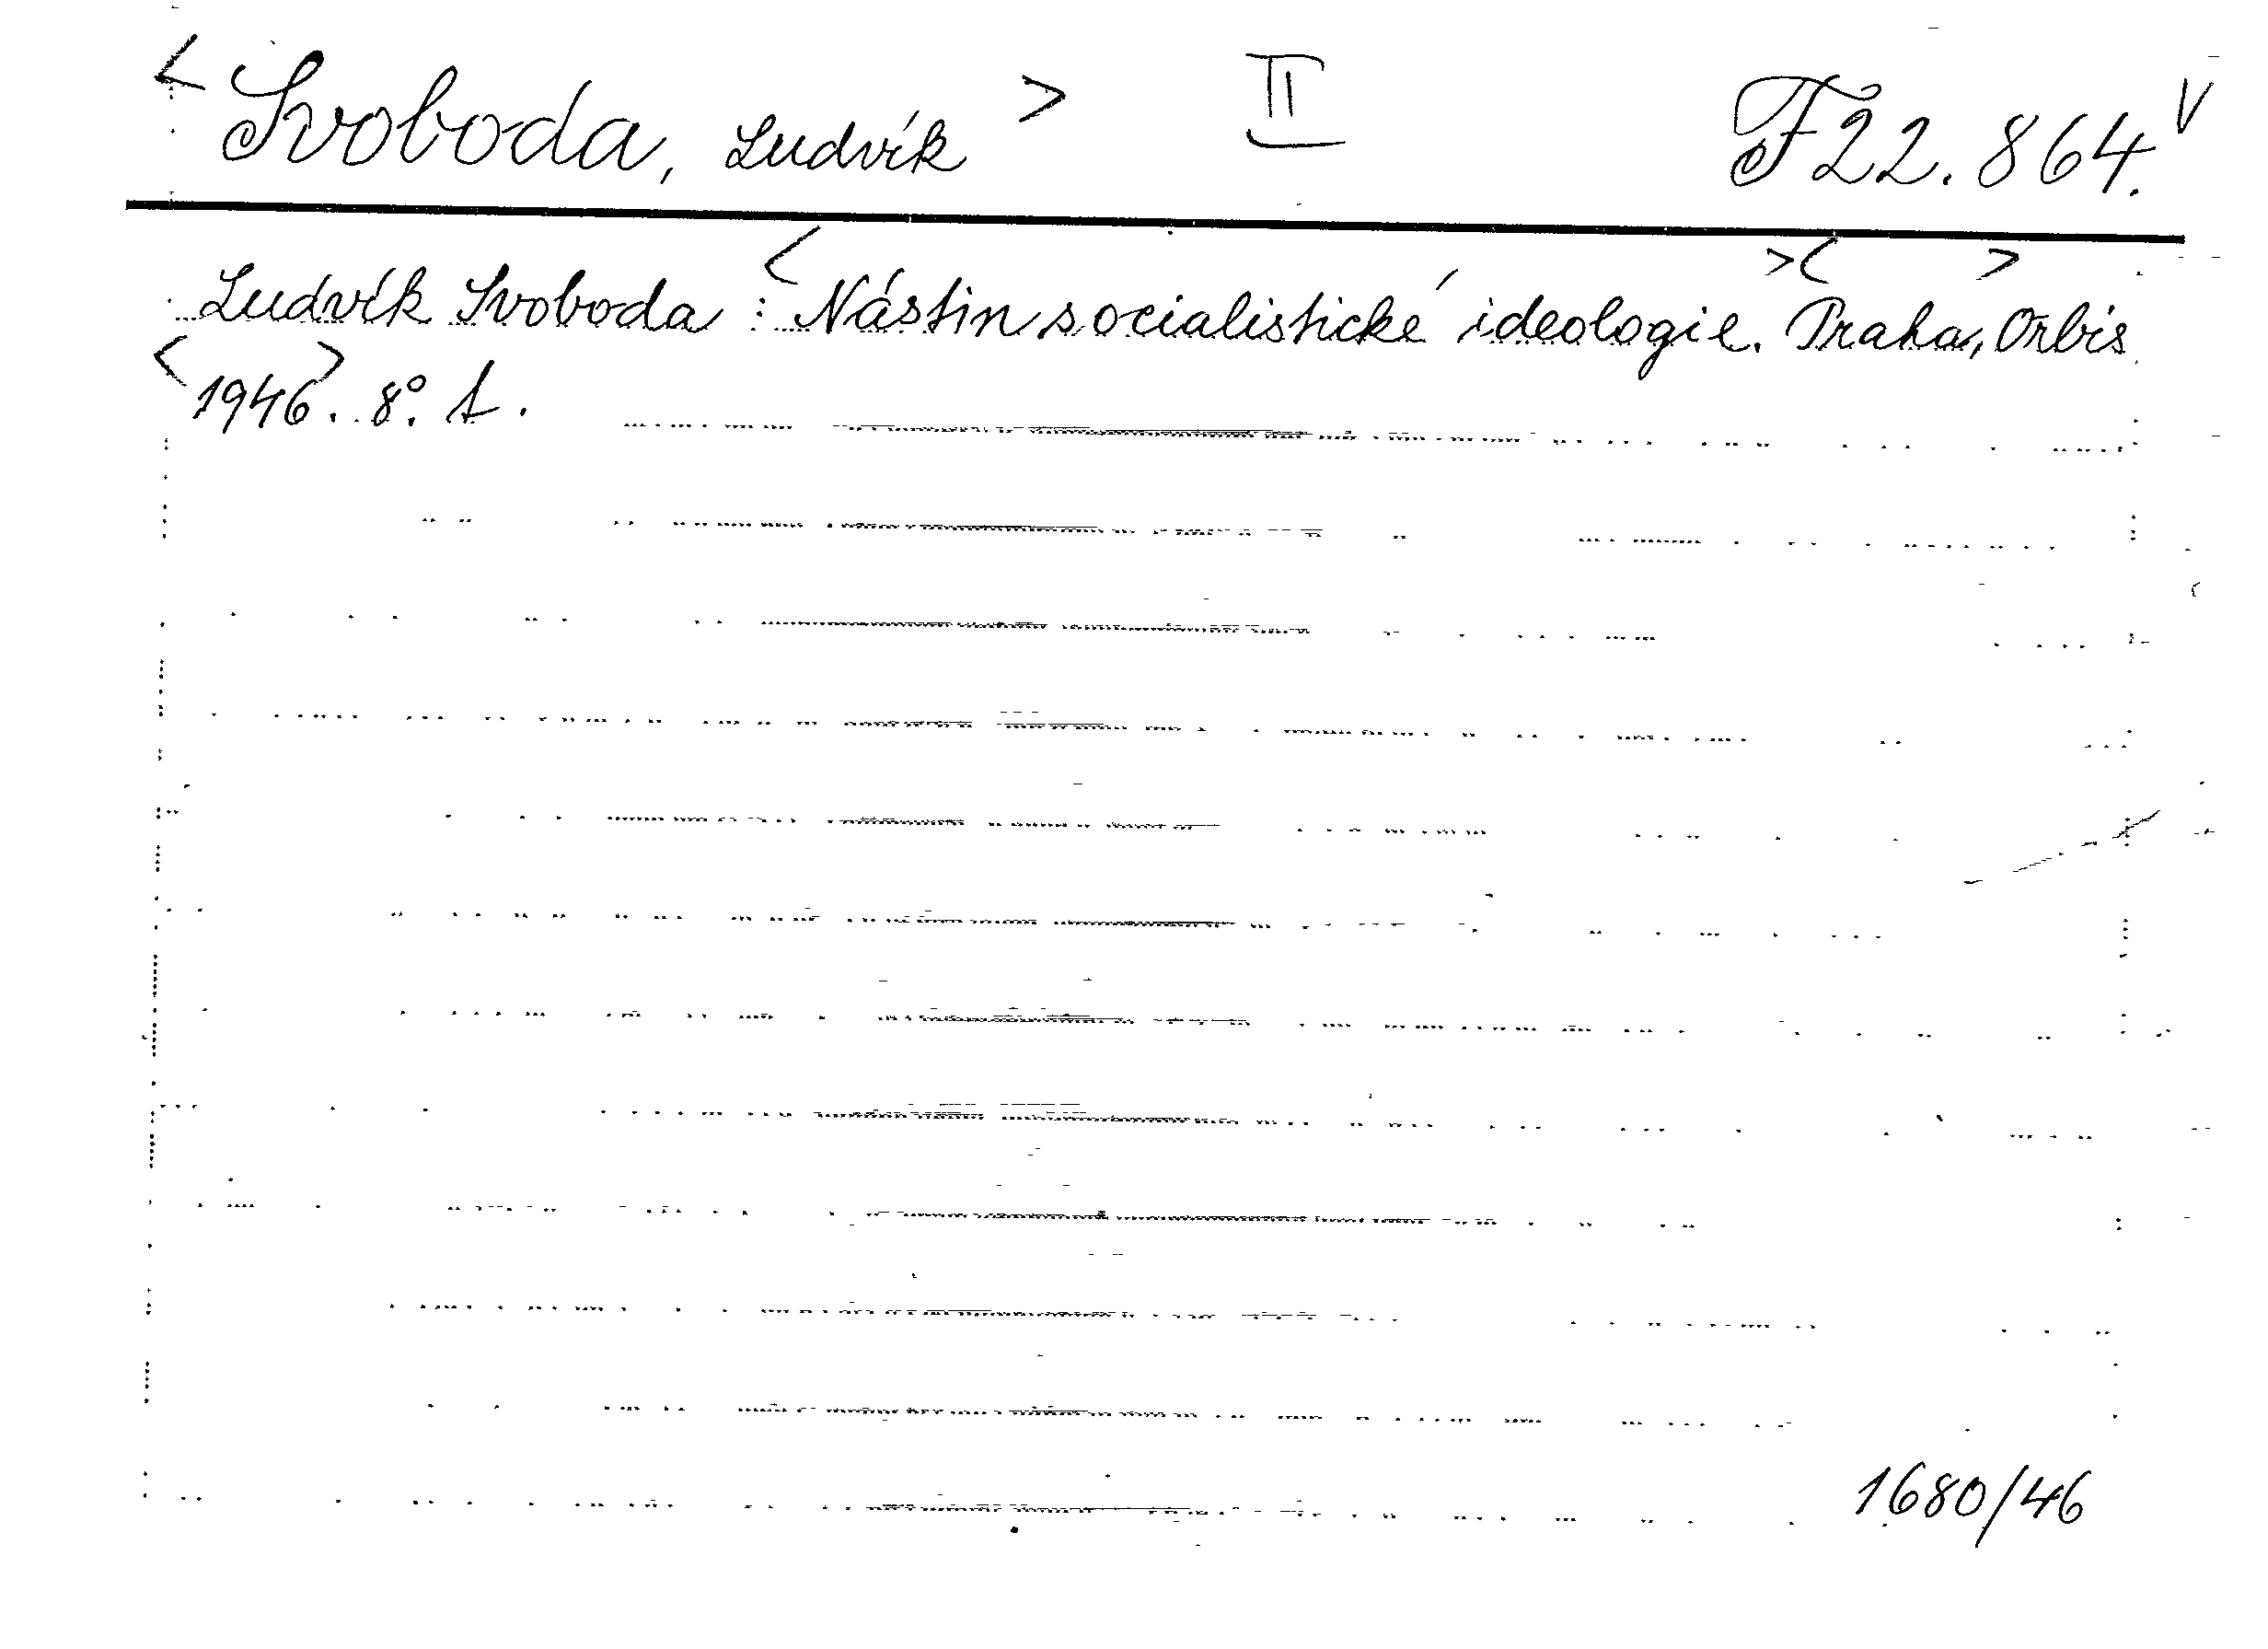 <Svoboda, Ludvík> II F22.864.V
Ludvík Svoboda : <Nástin socialistické ideologie.> <Praha,> Orbis
<1946>. 8°. 1.
1680/46